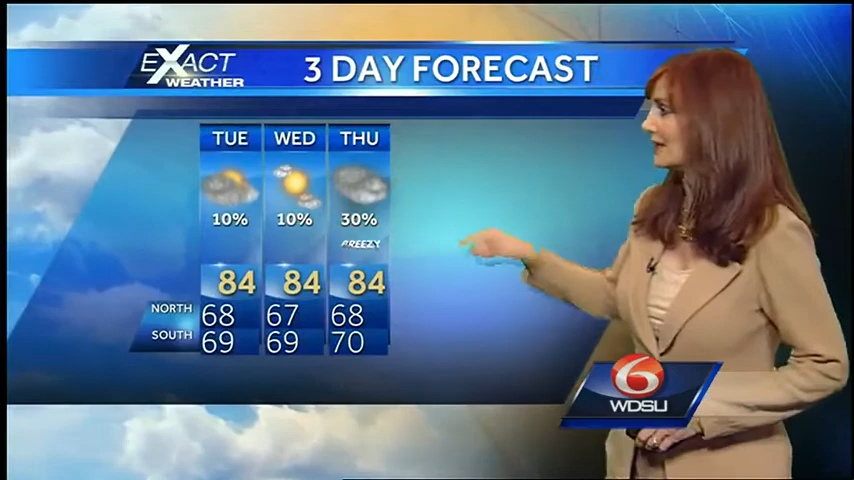 EXACT
WEATHER
3 DAY FORECAST
TUE WED THU
10% 10% 30%
BREEZY
84 84 84
NORTH 68 67 68
SOUTH 69 69 70
6
WDSU